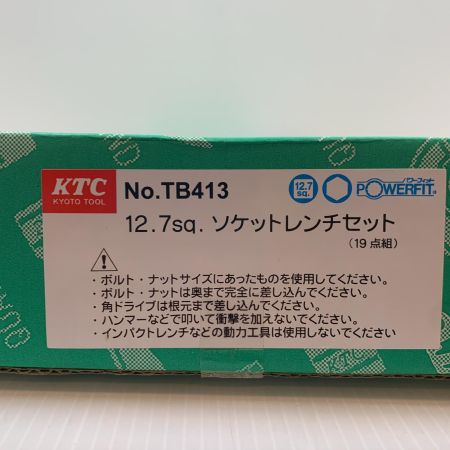 KTC
KYOTO TOOL
No.TB413
12.7 sq.
パワーフィット
POWERFIT®
12.7sq. ソケットレンチセット
(19点組)
・ボルト・ナットサイズにあったものを使用してください。
・ボルト・ナットは奥まで完全に差し込んでください。
・角ドライブは根元まで差し込んでください。
・ハンマーなどで叩いて衝撃を加えないでください。
・インパクトレンチなどの動力工具は使用しないでください